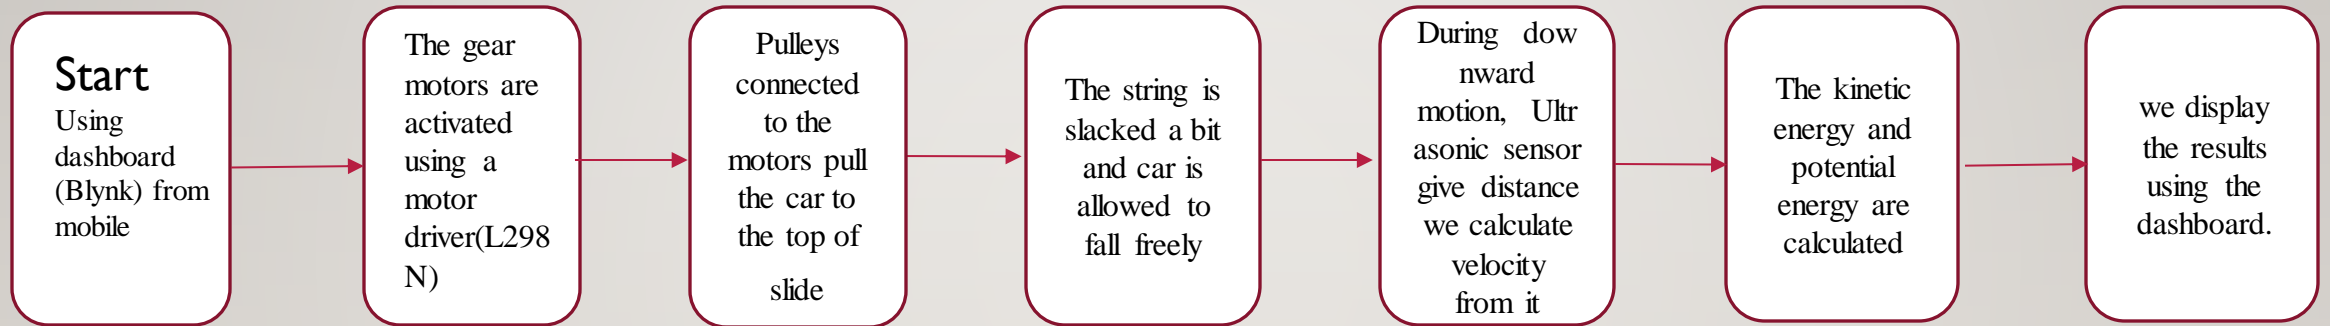 Start
Using
dashboard
(Blynk) from
mobile
The gear
motors are
activated
using a
motor
driver(L298
N)
Pulleys
connected
to the
motors pull
the car to
the top of
slide
The string is
slacked a bit
and car is
allowed to
fall freely
During dow
nward
motion, Ultr
asonic sensor
give distance
we calculate
velocity
from it
The kinetic
energy and
potential
energy are
calculated
we display
the results
using the
dashboard.